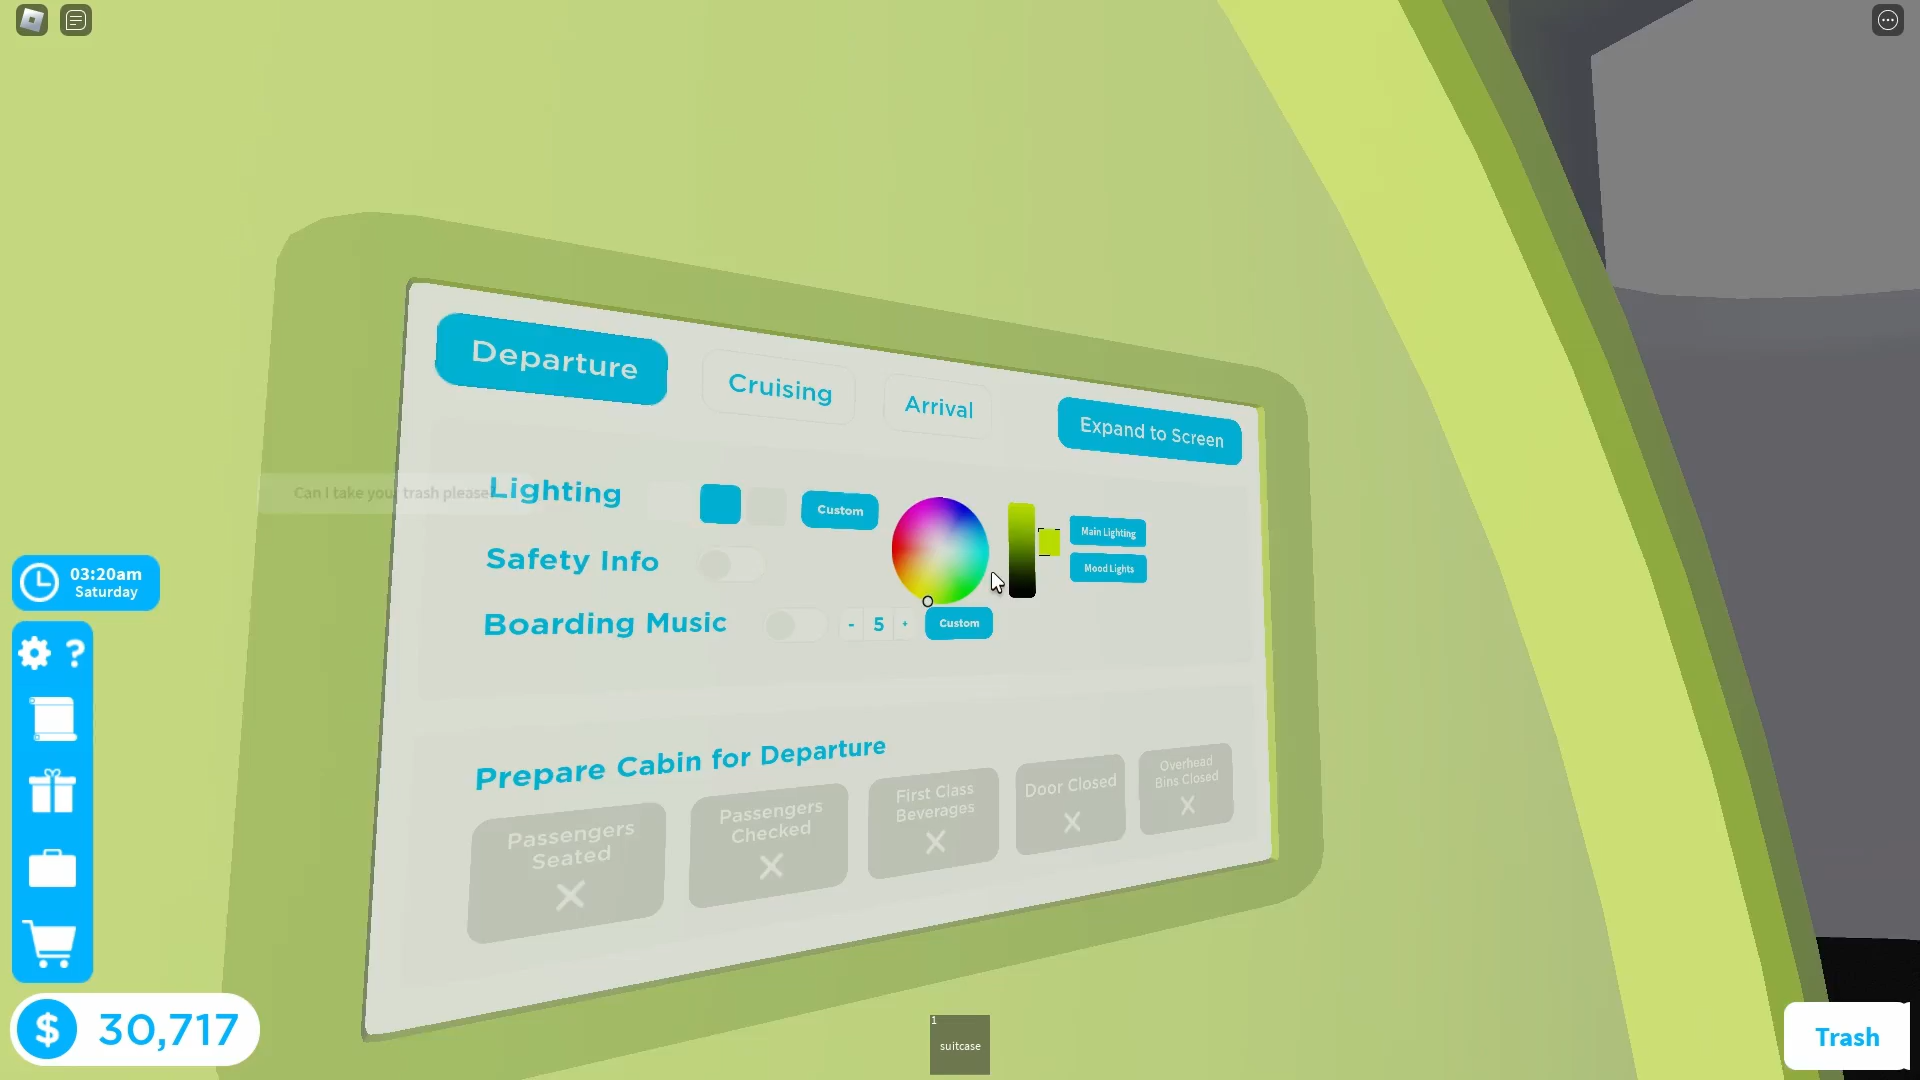 Departure
Cruising
Arrival
Expand to Screen
Can I take your trash please
Lighting
Custom
Main Lighting
Mood Lights
Safety Info
Boarding Music
- 5 +
Custom
Prepare Cabin for Departure
Passengers
Seated
X
Passengers
Checked
X
First Class
Beverages
X
Door Closed
X
Overhead
Bins Closed
X
03:20am
Saturday
?
$ 30,717
1
suitcase
Trash